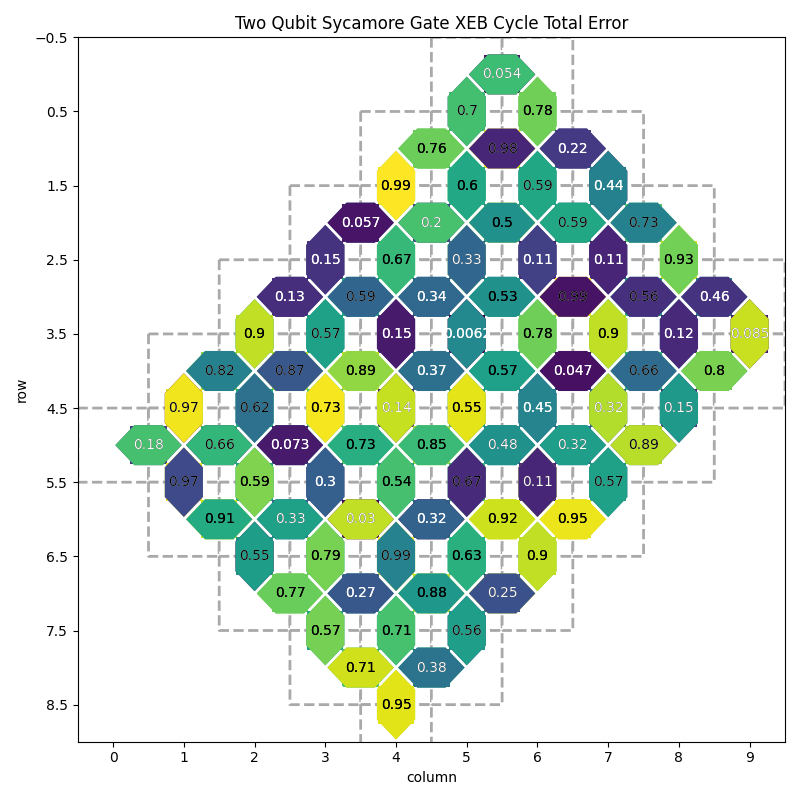 Two Qubit Sycamore Gate XEB Cycle Total Error
−0.5
0.054
0.5 0.7 0.78
0.76 0.98 0.22
1.5 0.99 0.6 0.59 0.44
0.057 0.2 0.5 0.59 0.73
2.5 0.15 0.67 0.33 0.11 0.11 0.93
0.13 0.59 0.34 0.53 0.99 0.56 0.46
3.5 0.9 0.57 0.15 0.0062 0.78 0.9 0.12 0.085
0.82 0.87 0.89 0.37 0.57 0.047 0.66 0.8
4.5 0.97 0.62 0.73 0.14 0.55 0.45 0.32 0.15
0.18 0.66 0.073 0.73 0.85 0.48 0.32 0.89
5.5 0.97 0.59 0.3 0.54 0.67 0.11 0.57
0.91 0.33 0.03 0.32 0.92 0.95
6.5 0.55 0.79 0.99 0.63 0.9
0.77 0.27 0.88 0.25
7.5 0.57 0.71 0.56
0.71 0.38
8.5 0.95
0 1 2 3 4 5 6 7 8 9
column
row